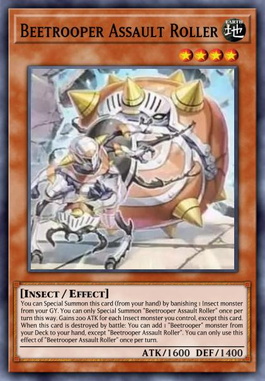 Beetrooper Assault Roller
EARTH
地
[Insect / Effect]
You can Special Summon this card (from your hand) by banishing 1 Insect monster
from your GY. You can only Special Summon "Beetrooper Assault Roller" once per
turn this way. Gains 200 ATK for each Insect monster you control, except this card.
When this card is destroyed by battle: You can add 1 "Beetrooper" monster from
your Deck to your hand, except "Beetrooper Assault Roller". You can only use this
effect of "Beetrooper Assault Roller" once per turn.
ATK/1600 DEF/1400